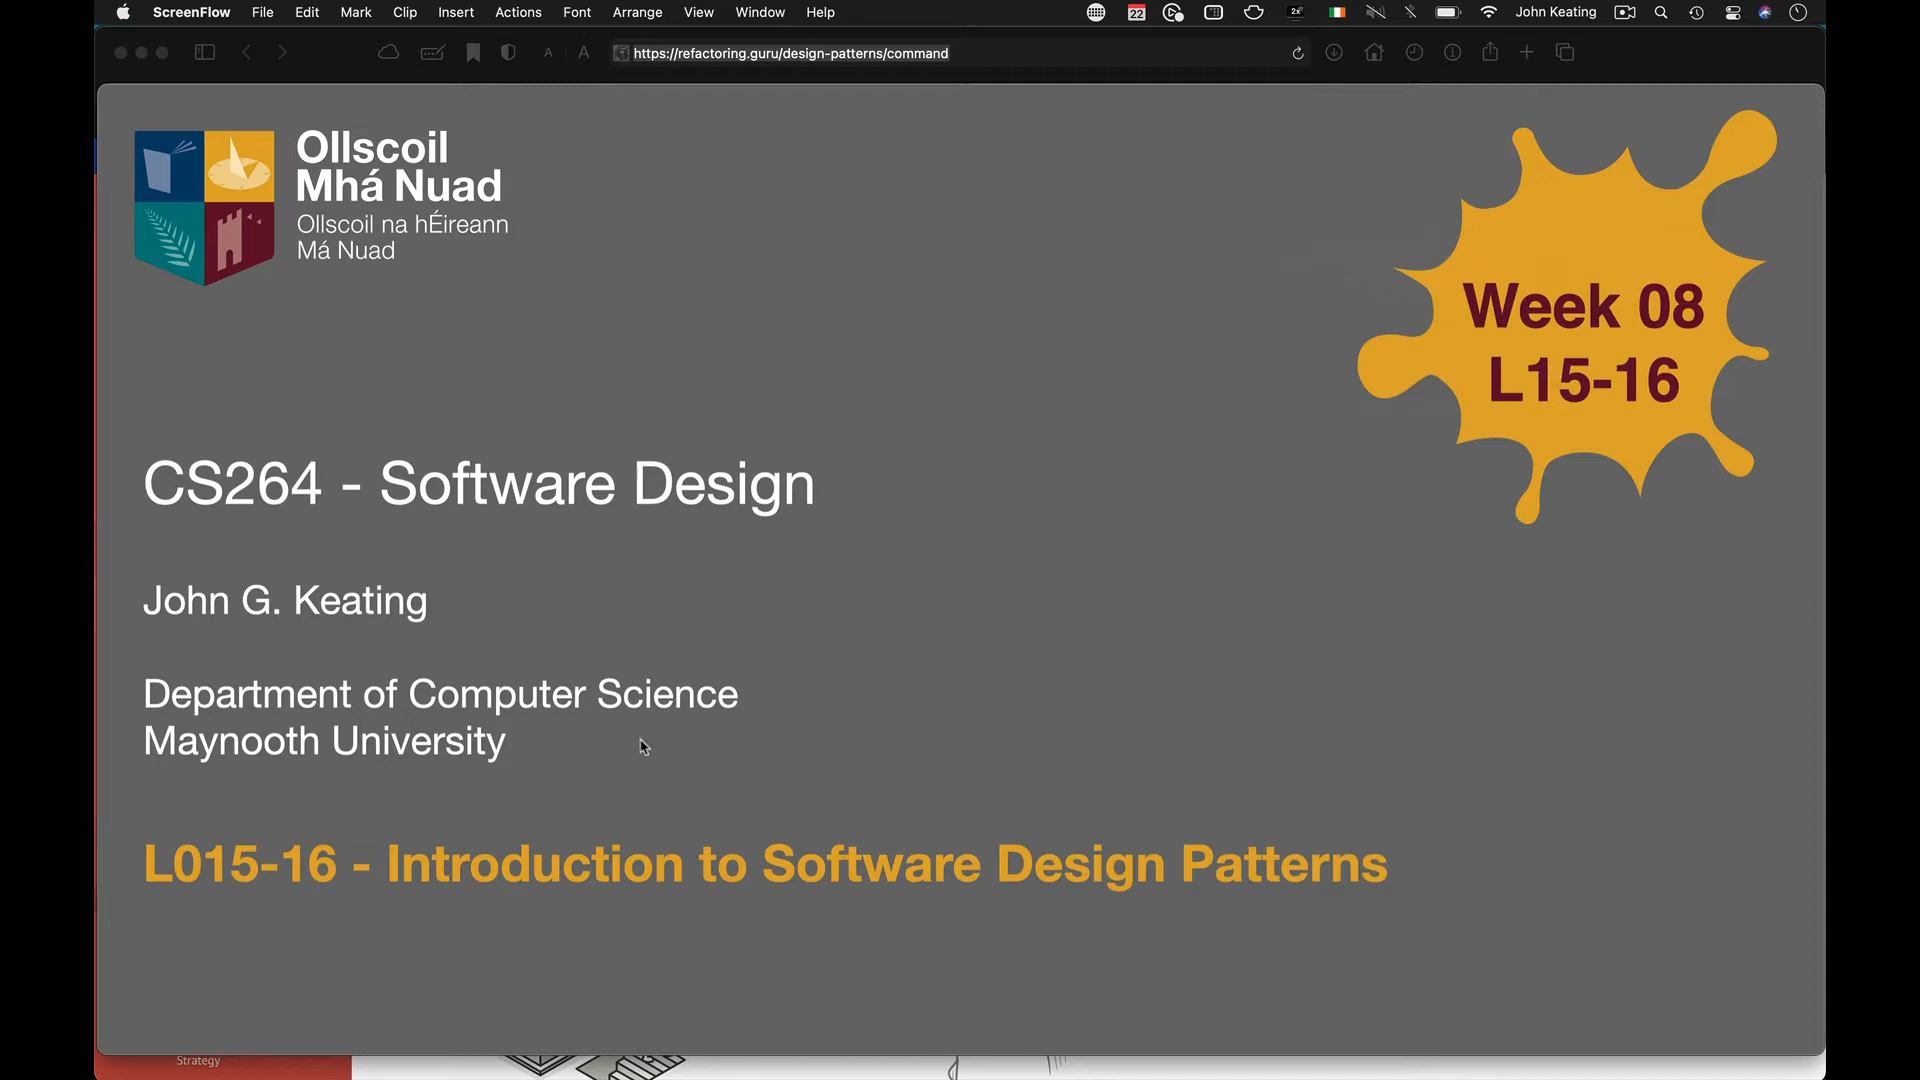 ScreenFlow File Edit Mark Clip Insert Actions Font Arrange View Window Help 22 2x John Keating
A A https://refactoring.guru/design-patterns/command
Ollscoil
Mhá Nuad
Ollscoil na hÉireann
Má Nuad
Week 08
L15-16
CS264 - Software Design
John G. Keating
Department of Computer Science
Maynooth University
L015-16 - Introduction to Software Design Patterns
Strategy